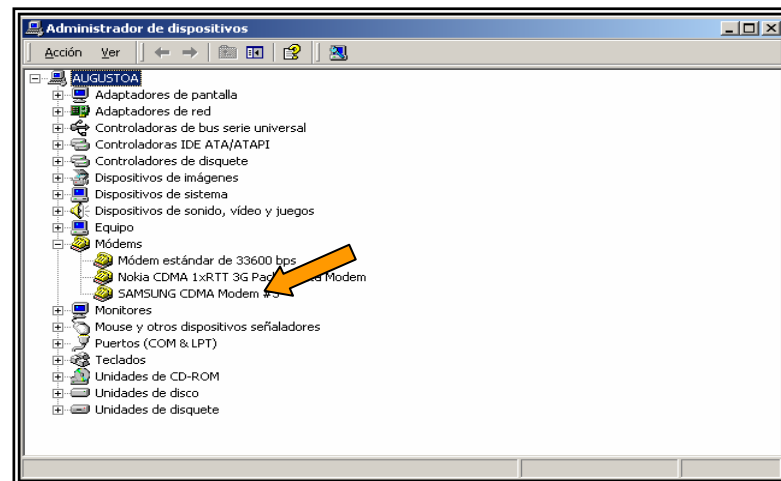 Administrador de dispositivos
Acción Ver
AUGUSTOA
Adaptadores de pantalla
Adaptadores de red
Controladoras de bus serie universal
Controladoras IDE ATA/ATAPI
Controladores de disquete
Dispositivos de imágenes
Dispositivos de sistema
Dispositivos de sonido, vídeo y juegos
Equipo
Módems
Módem estándar de 33600 bps
Nokia CDMA 1xRTT 3G Modem
SAMSUNG CDMA Modem
Monitores
Mouse y otros dispositivos señaladores
Puertos (COM & LPT)
Teclados
Unidades de CD-ROM
Unidades de disco
Unidades de disquete